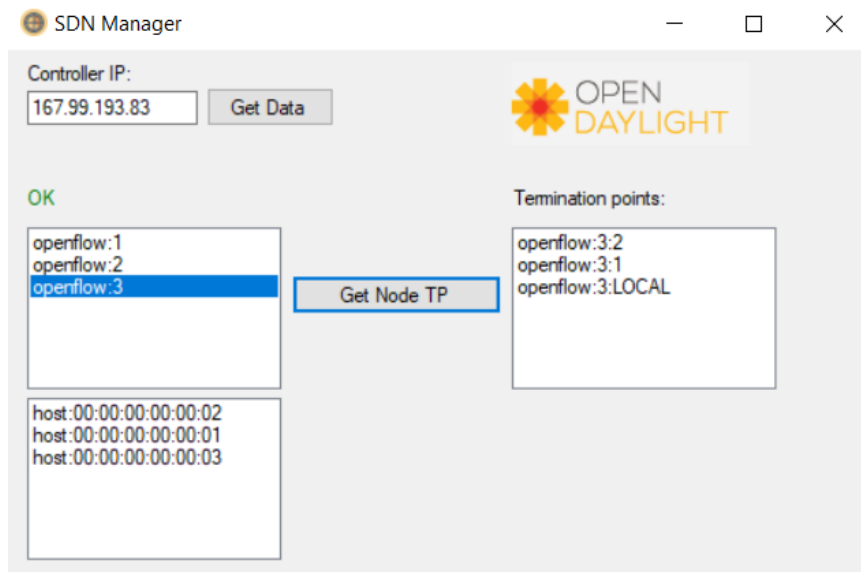 SDN Manager
Controller IP:
167.99.193.83
Get Data
OPEN
DAYLIGHT
OK
Termination points:
openflow:1
openflow:2
openflow:3
Get Node TP
openflow:3:2
openflow:3:1
openflow:3:LOCAL
host:00:00:00:00:00:02
host:00:00:00:00:00:01
host:00:00:00:00:00:03